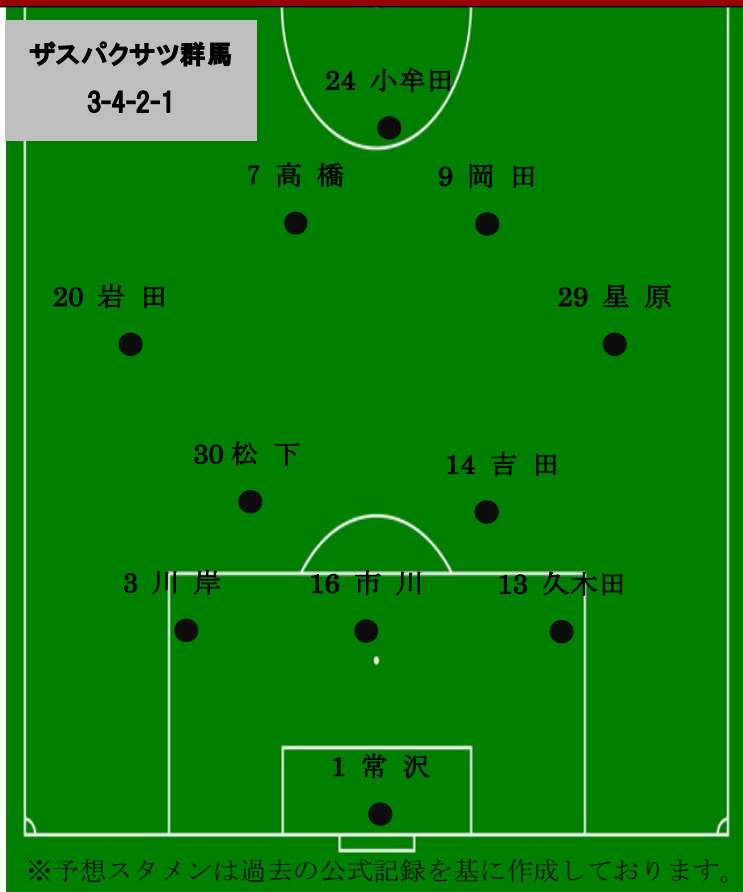 ザスパクサツ群馬
3-4-2-1
24 小牟田
7 高橋
9 岡田
20 岩田
29 星原
30 松下
14 吉田
3 川岸
16 市川
13 久木田
1 常沢
※予想スタメンは過去の公式記録を基に作成しております。